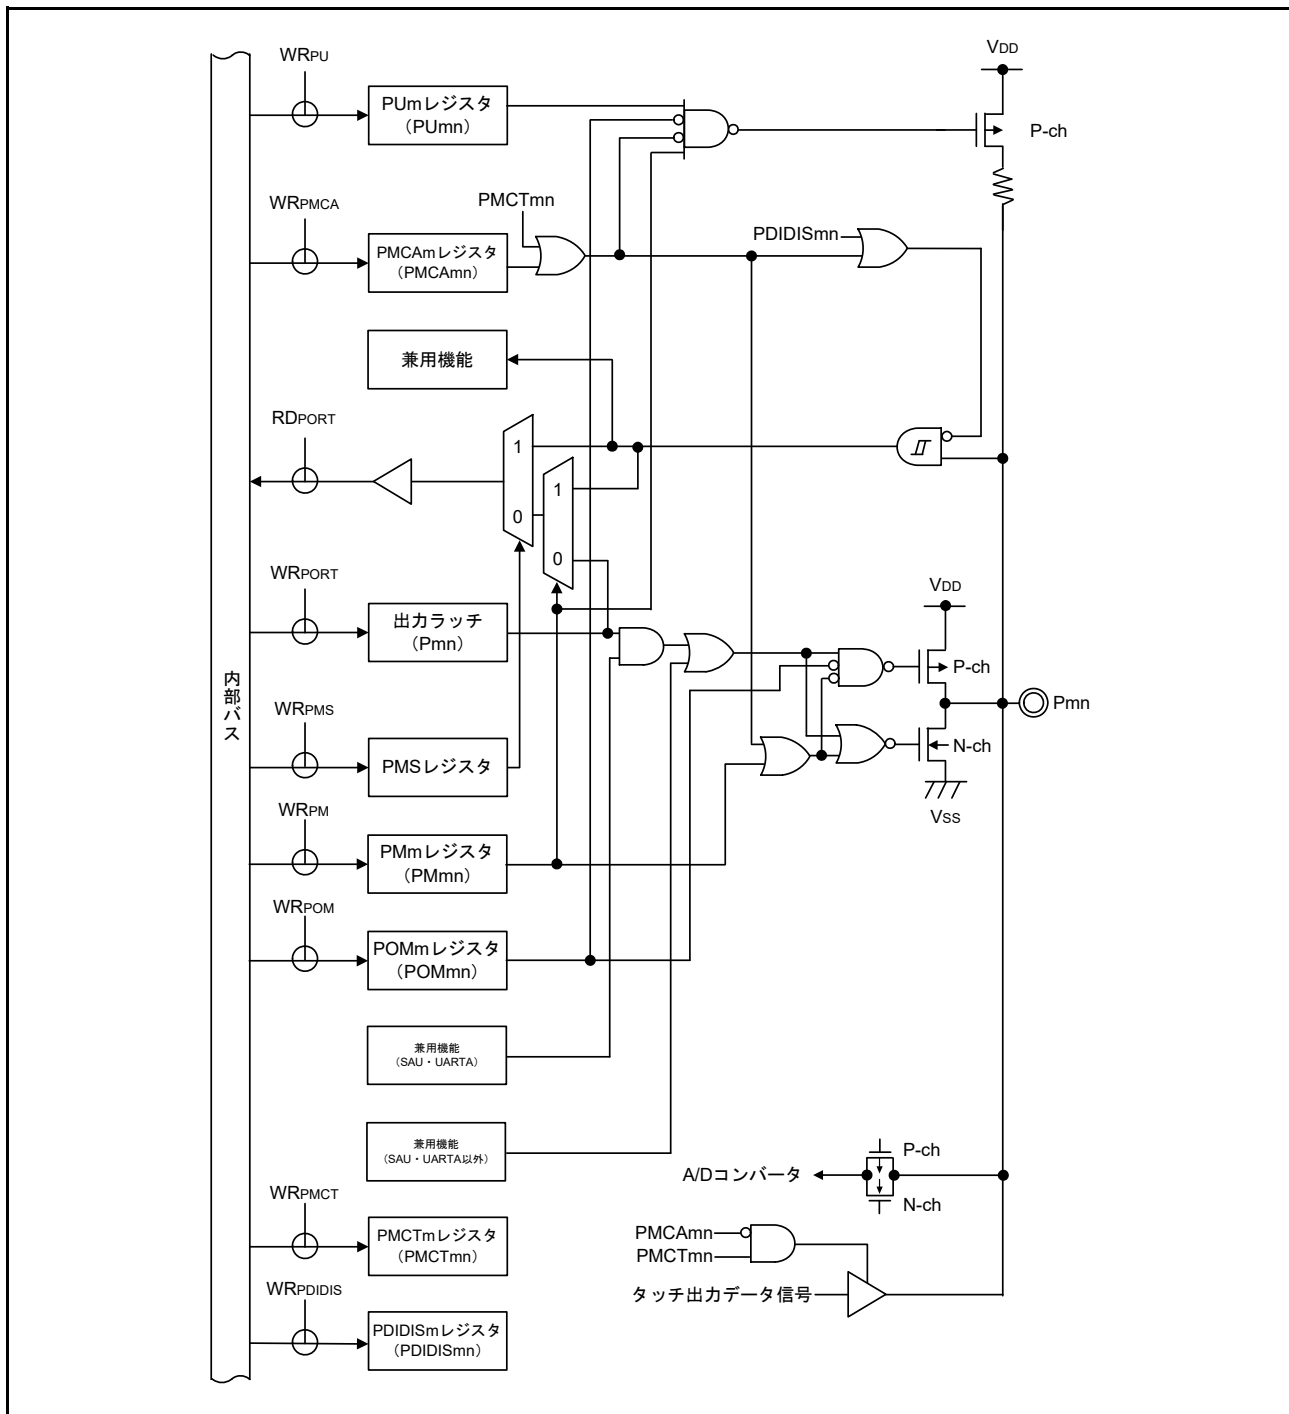 WRPU
VDD
PUmレジスタ
(PUmn)
P-ch
WRPMCA
PMCTmn
PMCAmレジスタ
(PMCAmn)
PDIDISmn
兼用機能
RDPORT
1
0
1
0
WRPORT
出力ラッチ
(Pmn)
VDD
P-ch
Pmn
N-ch
VSS
内部バス
WRPMS
PMSレジスタ
WRPM
PMmレジスタ
(PMmn)
WRPOM
POMmレジスタ
(POMmn)
兼用機能
(SAU・UARTA)
兼用機能
(SAU・UARTA以外)
P-ch
A/Dコンバータ
N-ch
WRPMCT
PMCTmレジスタ
(PMCTmn)
PMCAmn
PMCTmn
タッチ出力データ信号
WRPDIDIS
PDIDISmレジスタ
(PDIDISmn)